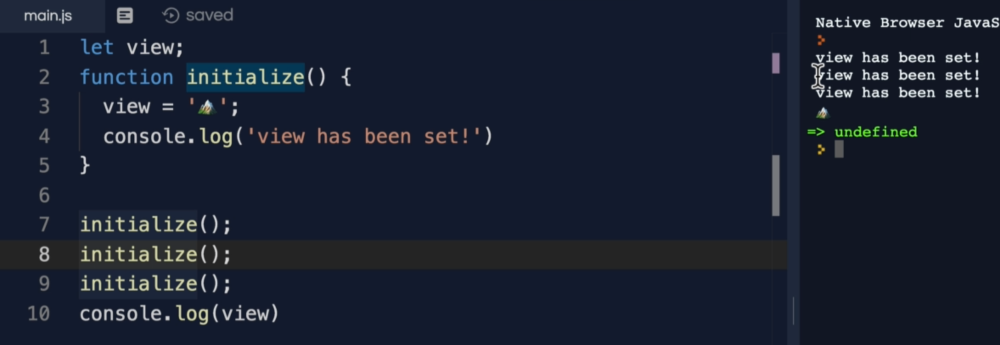 main.js saved
1 let view;
2 function initialize() {
3 view = '🏔️';
4 console.log('view has been set!')
5 }
6
7 initialize();
8 initialize();
9 initialize();
10 console.log(view)
Native Browser JavaS
view has been set!
view has been set!
view has been set!
🏔️
=> undefined